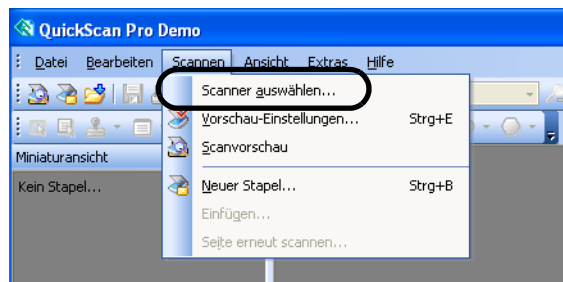 QuickScan Pro Demo
Datei Bearbeiten Scannen Ansicht Extras Hilfe
Scanner auswählen...
Vorschau-Einstellungen... Strg+E
Scanvorschau
Neuer Stapel... Strg+B
Einfügen...
Seite erneut scannen...
Miniaturansicht
Kein Stapel...